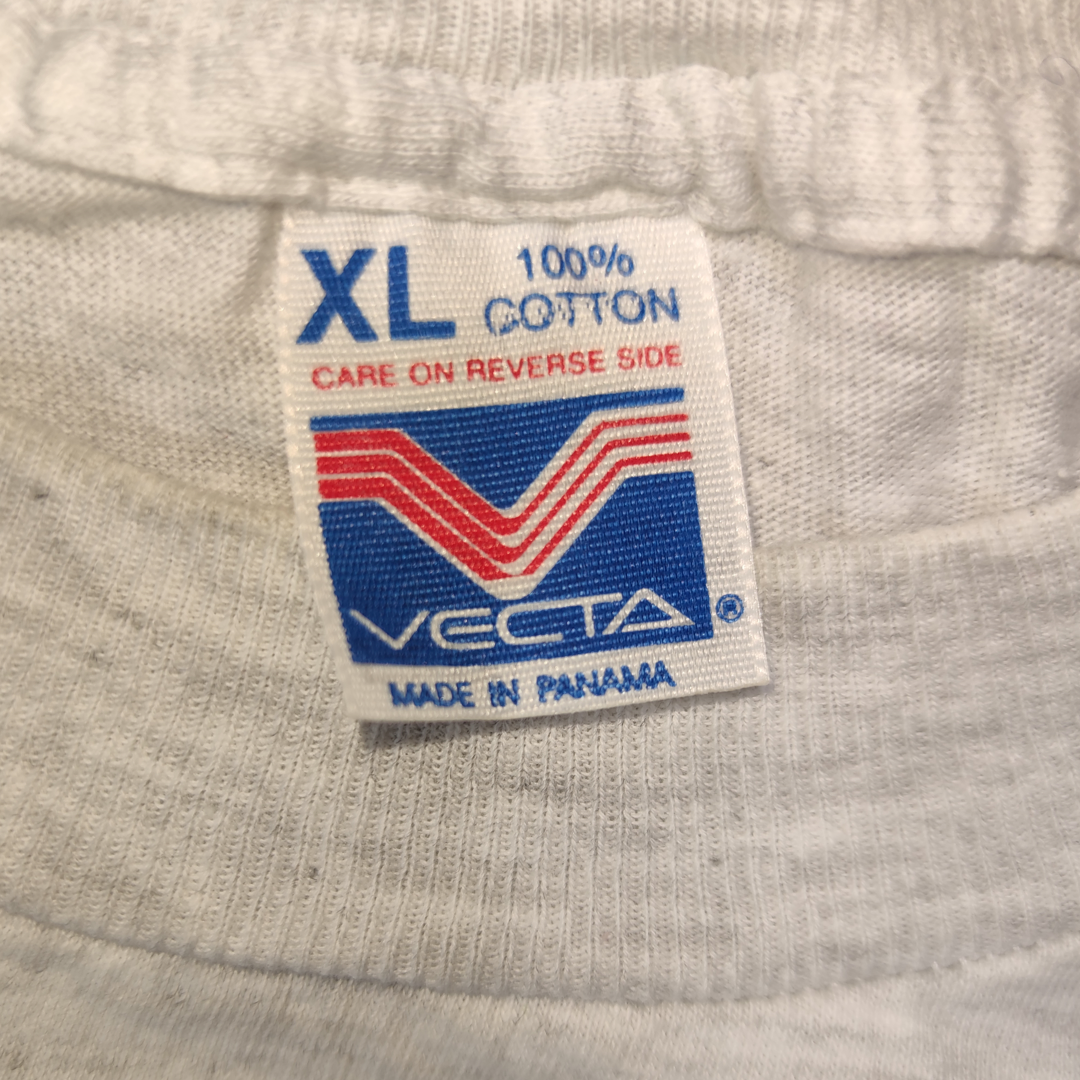 XL
100%
COTTON
CARE ON REVERSE SIDE
VECTA®
MADE IN PANAMA